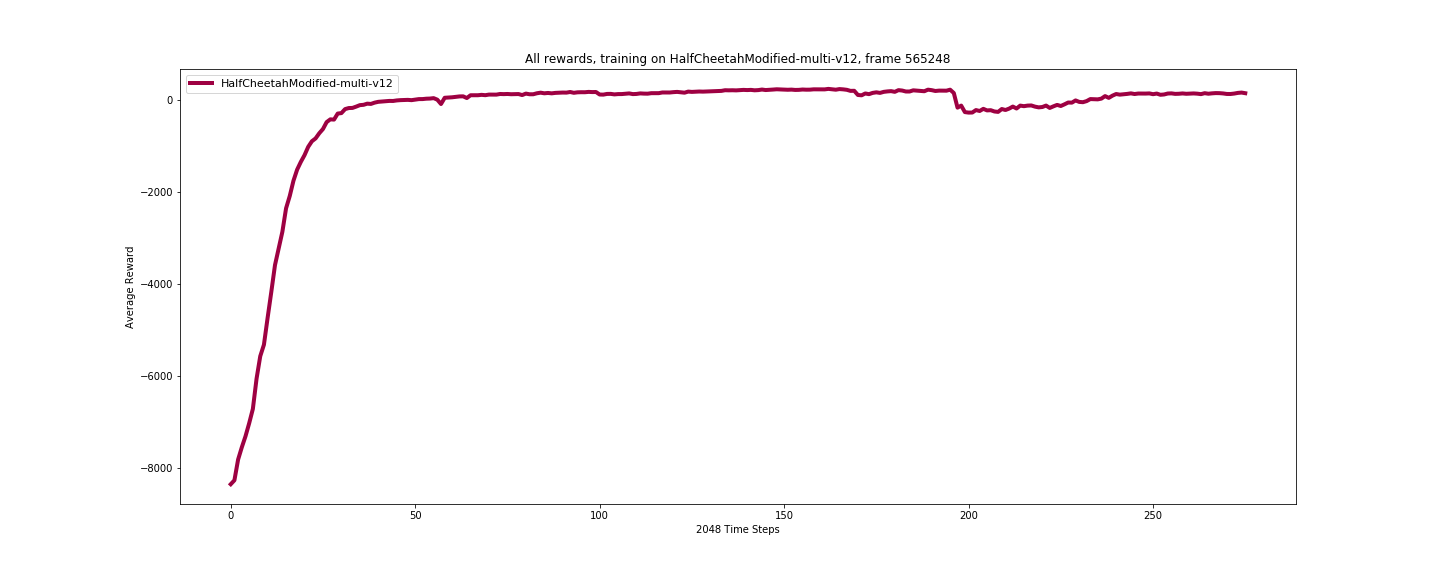 All rewards, training on HalfCheetahModified-multi-v12, frame 565248
HalfCheetahModified-multi-v12
0
−2000
−4000
−6000
−8000
Average Reward
0 50 100 150 200 250
2048 Time Steps